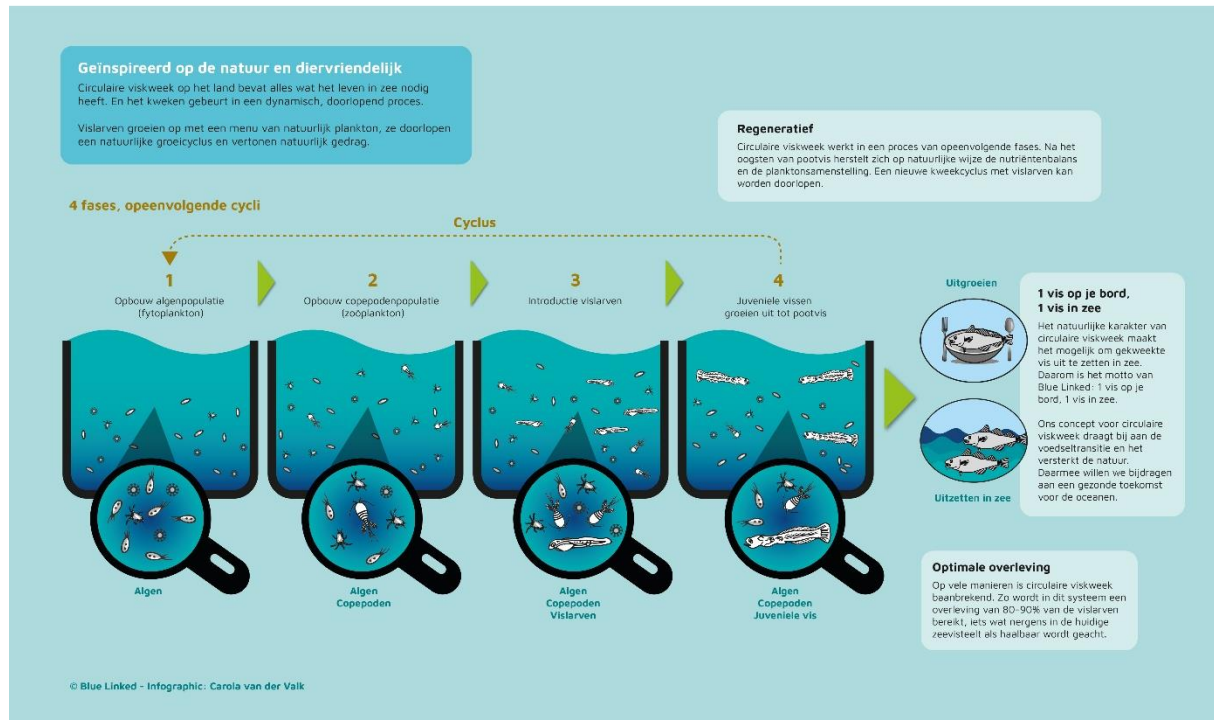 Geïnspireerd op de natuur en diervriendelijk
Circulaire viskweek op het land bevat alles wat het leven in zee nodig
heeft. En het kweken gebeurt in een dynamisch, doorlopend proces.
Vislarven groeien op met een menu van natuurlijk plankton, ze doorlopen
een natuurlijke groeicyclus en vertonen natuurlijk gedrag.
Regeneratief
Circulaire viskweek werkt in een proces van opeenvolgende fases. Na het
oogsten van pootvis herstelt zich op natuurlijke wijze de nutriëntenbalans
en de planktonsamenstelling. Een nieuwe kweekcyclus met vislarven kan
worden doorlopen.
4 fases, opeenvolgende cycli
Cyclus
1
Opbouw algenpopulatie
(fytoplankton)
2
Opbouw copepodenpopulatie
(zoöplankton)
3
Introductie vislarven
4
Juveniele vissen
groeien uit tot pootvis
Algen
Algen
Copepoden
Algen
Copepoden
Vislarven
Algen
Copepoden
Juveniele vis
Uitgroeien
Uitzetten in zee
1 vis op je bord,
1 vis in zee
Het natuurlijke karakter van
circulaire viskweek maakt
het mogelijk om gekweekte
vis uit te zetten in zee.
Daarom is het motto van
Blue Linked: 1 vis op je
bord, 1 vis in zee.
Ons concept voor circulaire
viskweek draagt bij aan de
voedseltransitie en het
versterkt de natuur.
Daarmee willen we bijdragen
aan een gezonde toekomst
voor de oceanen.
Optimale overleving
Op vele manieren is circulaire viskweek
baanbrekend. Zo wordt in dit systeem een
overleving van 80-90% van de vislarven
bereikt, iets wat nergens in de huidige
zeevisteelt als haalbaar wordt geacht.
© Blue Linked - Infographic: Carola van der Valk